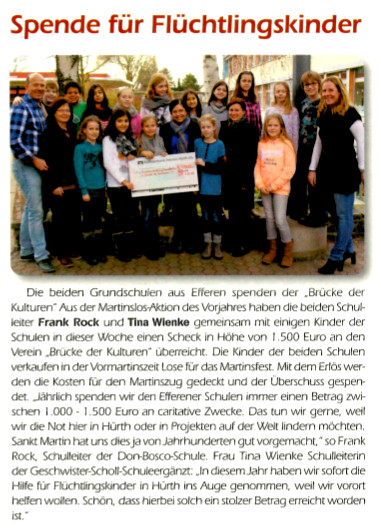 Spende für Flüchtlingskinder
Die beiden Grundschulen aus Efferen spenden der „Brücke der
Kulturen" Aus der Martinslos-Aktion des Vorjahres haben die beiden Schul-
leiter Frank Rock und Tina Wienke gemeinsam mit einigen Kinder der
Schulen in dieser Woche einen Scheck in Höhe von 1.500 Euro an den
Verein „Brücke der Kulturen" überreicht. Die Kinder der beiden Schulen
verkaufen in der Vormartinszeit Lose für das Martinsfest. Mit dem Erlös wer-
den die Kosten für den Martinszug gedeckt und der Überschuss gespen-
det. „Jährlich spenden wir den Efferener Schulen immer einen Betrag zwi-
schen 1.000 - 1.500 Euro an caritative Zwecke. Das tun wir gerne, weil
wir die Not hier in Hürth oder in Projekten auf der Welt lindern möchten.
Sankt Martin hat uns dies ja von Jahrhunderten gut vorgemacht," so Frank
Rock, Schulleiter der Don-Bosco-Schule. Frau Tina Wienke Schulleiterin
der Geschwister-Scholl-Schuleergänzt: „In diesem Jahr haben wir sofort die
Hilfe für Flüchtlingskinder in Hürth ins Auge genommen, weil wir vorort
helfen wollen. Schön, dass hierbei solch ein stolzer Betrag erreicht worden
ist."